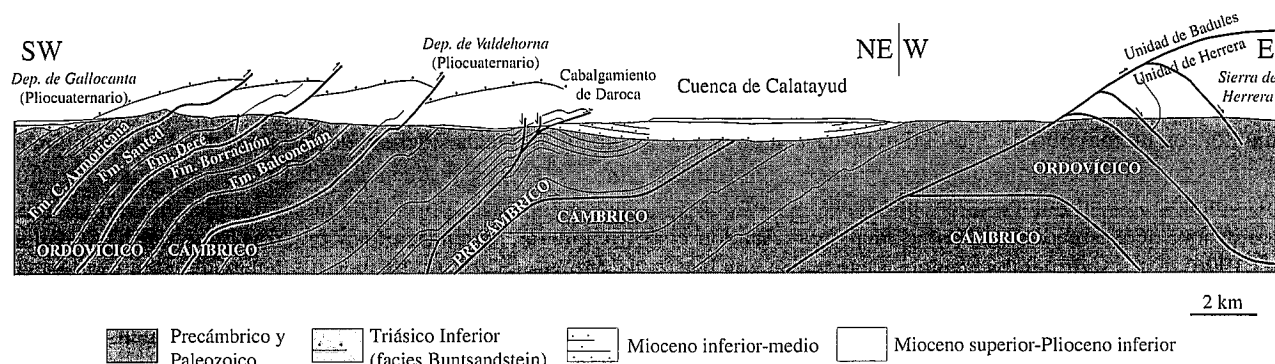 SW
Dep. de Gallocanta
(Pliocuaternario)
Dep. de Valdehorna
(Pliocuaternario)
Cabalgamiento
de Daroca
Cuenca de Calatayud
NE W
Unidad de Badules
Unidad de Herrera
E
Sierra de
Herrera
Fm. C. Armoricana
Fm. Santed
Fm. Deré
Fm. Borrachón
Fm. Balconchán
ORDOVÍCICO
CÁMBRICO
PRECÁMBRICO
CÁMBRICO
ORDOVÍCICO
CÁMBRICO
2 km
Precámbrico y
Paleozoico
Triásico Inferior
(facies Buntsandstein)
Mioceno inferior-medio
Mioceno superior-Plioceno inferior